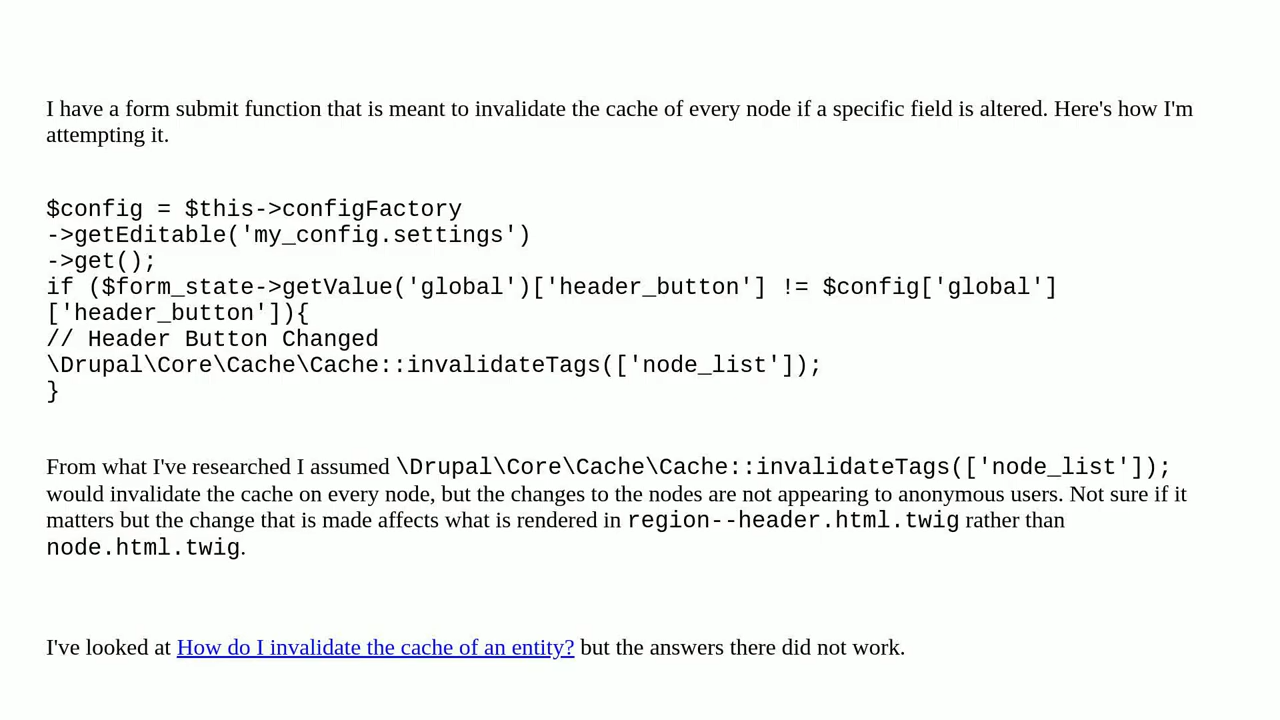 I have a form submit function that is meant to invalidate the cache of every node if a specific field is altered. Here's how I'm
attempting it.
$config = $this->configFactory
->getEditable('my_config.settings')
->get();
if ($form_state->getValue('global')['header_button'] != $config['global']
['header_button']){
// Header Button Changed
\Drupal\Core\Cache\Cache::invalidateTags(['node_list']);
}
From what I've researched I assumed \Drupal\Core\Cache\Cache::invalidateTags(['node_list']);
would invalidate the cache on every node, but the changes to the nodes are not appearing to anonymous users. Not sure if it
matters but the change that is made affects what is rendered in region--header.html.twig rather than
node.html.twig.
I've looked at How do I invalidate the cache of an entity? but the answers there did not work.